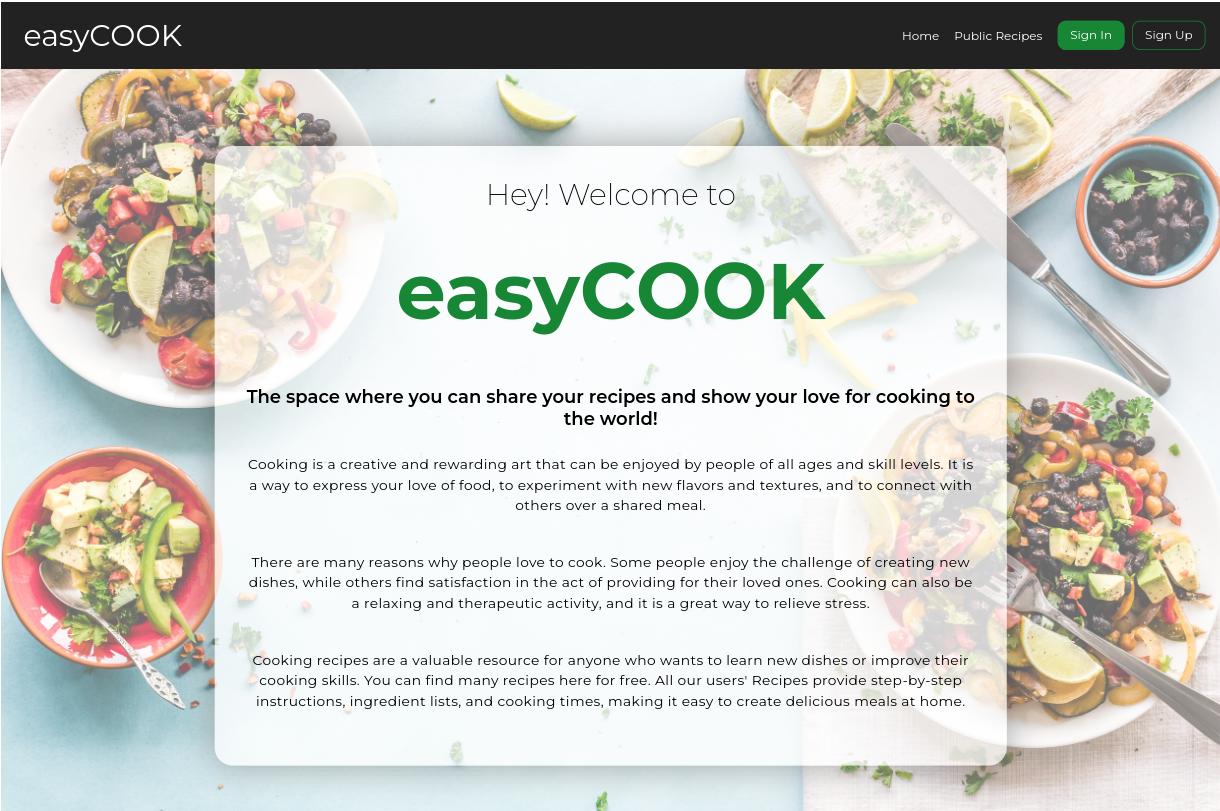 easyCOOK
Home Public Recipes Sign In Sign Up
Hey! Welcome to
easyCOOK
The space where you can share your recipes and show your love for cooking to
the world!
Cooking is a creative and rewarding art that can be enjoyed by people of all ages and skill levels. It is
a way to express your love of food, to experiment with new flavors and textures, and to connect with
others over a shared meal.
There are many reasons why people love to cook. Some people enjoy the challenge of creating new
dishes, while others find satisfaction in the act of providing for their loved ones. Cooking can also be
a relaxing and therapeutic activity, and it is a great way to relieve stress.
Cooking recipes are a valuable resource for anyone who wants to learn new dishes or improve their
cooking skills. You can find many recipes here for free. All our users' Recipes provide step-by-step
instructions, ingredient lists, and cooking times, making it easy to create delicious meals at home.